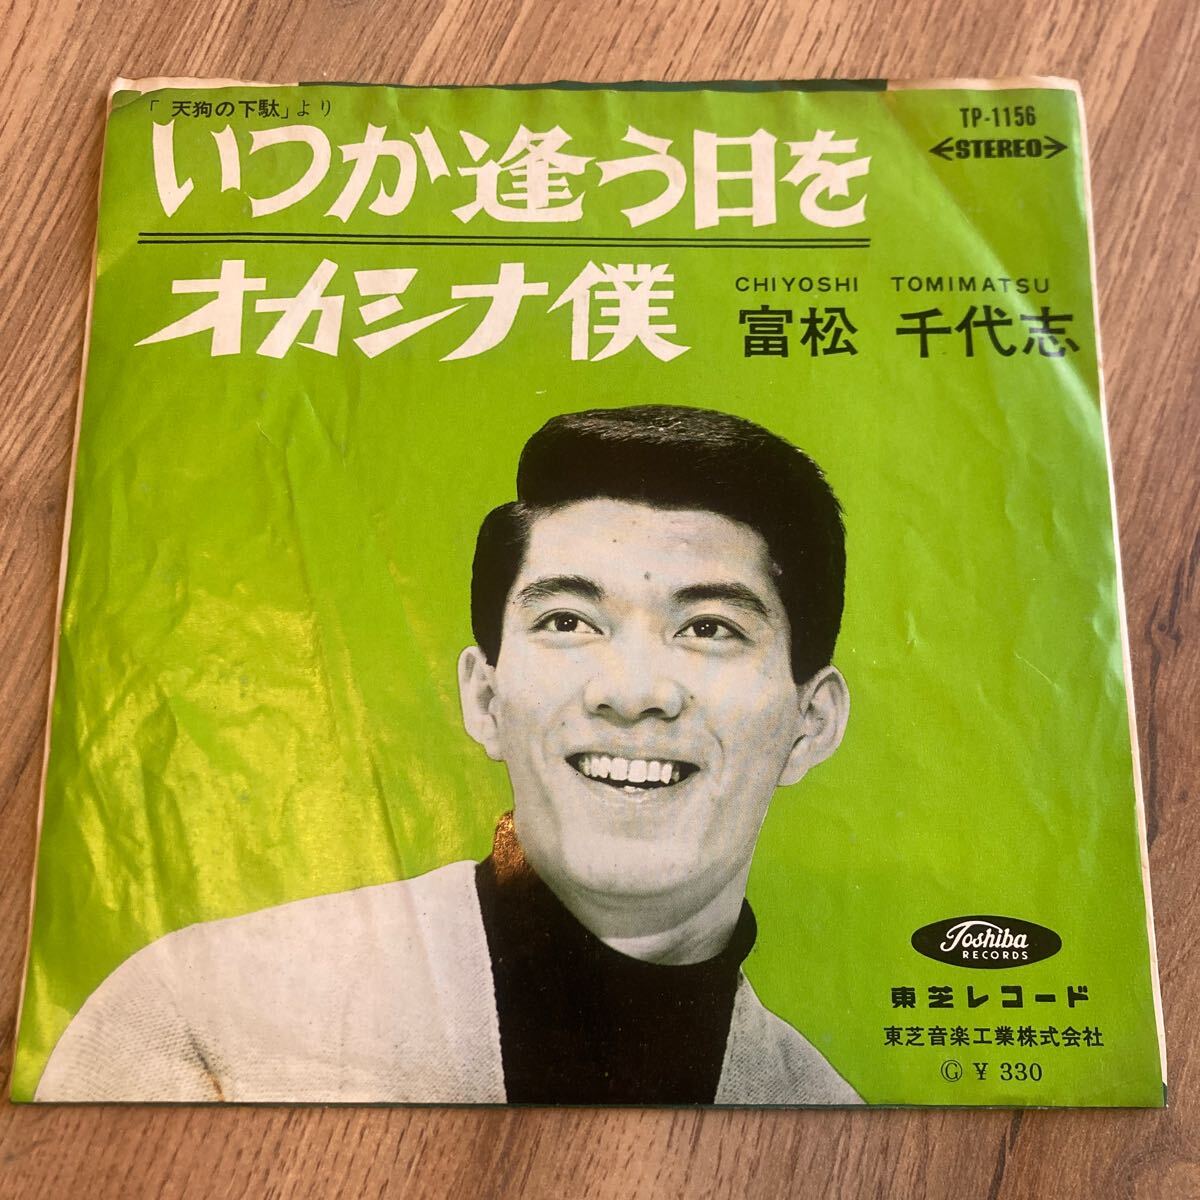 「天狗の下駄」より
いつか逢う日を
オカシナ僕
TP-1156
STEREO
CHIYOSHI TOMIMATSU
富松 千代志
Toshiba
RECORDS
東芝レコード
東芝音楽工業株式会社
Ⓖ ¥ 330